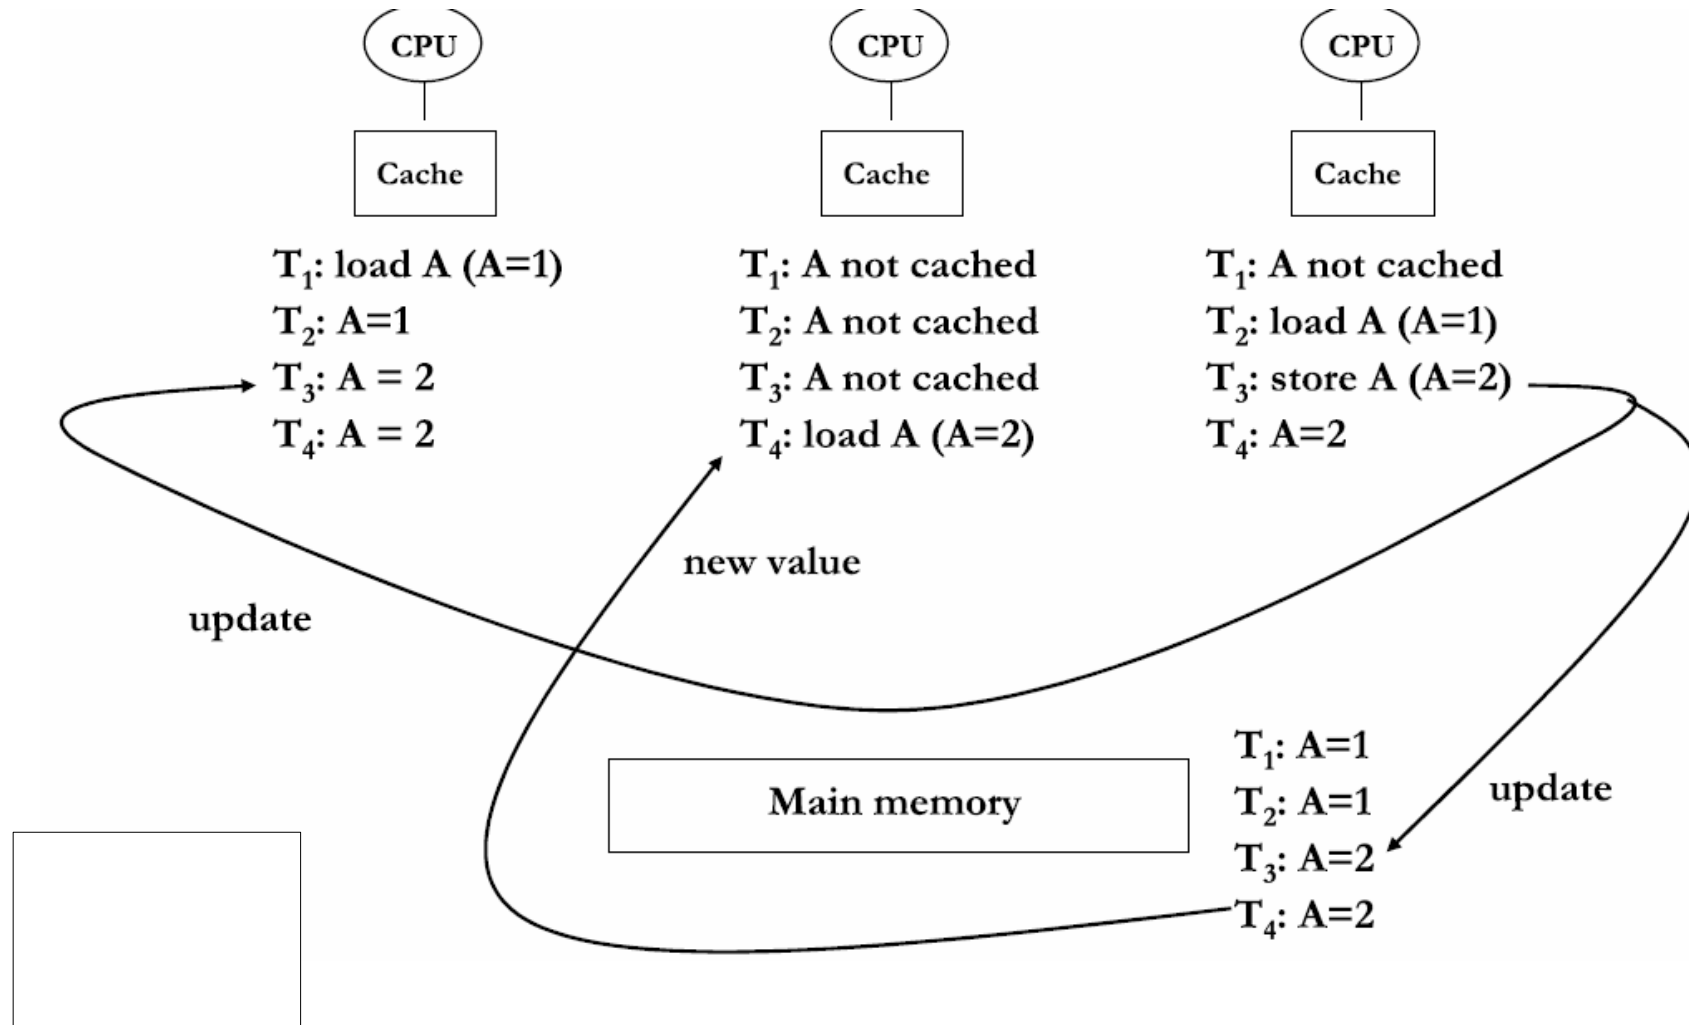 CPU
CPU
CPU
Cache
Cache
Cache
T₁: load A (A=1)
T₂: A=1
T₃: A = 2
T₄: A = 2
T₁: A not cached
T₂: A not cached
T₃: A not cached
T₄: load A (A=2)
T₁: A not cached
T₂: load A (A=1)
T₃: store A (A=2)
T₄: A=2
new value
update
Main memory
T₁: A=1
T₂: A=1
T₃: A=2
T₄: A=2
update